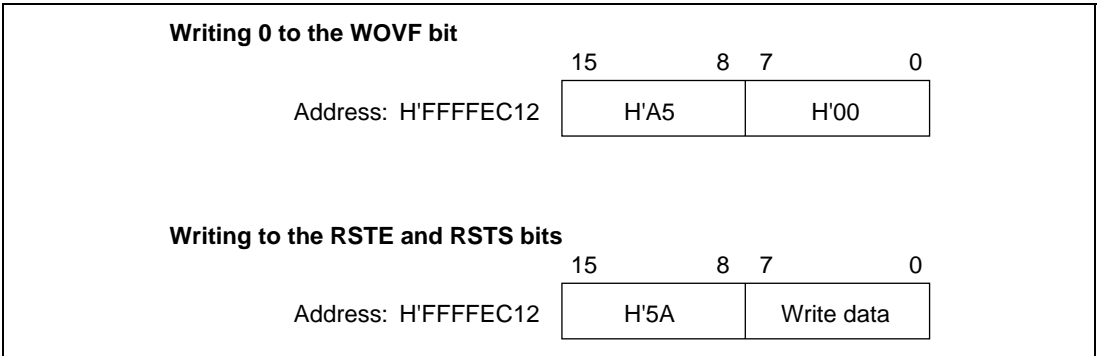 Writing 0 to the WOVF bit
15 8 7 0
Address: H'FFFFEC12 H'A5 H'00
Writing to the RSTE and RSTS bits
15 8 7 0
Address: H'FFFFEC12 H'5A Write data